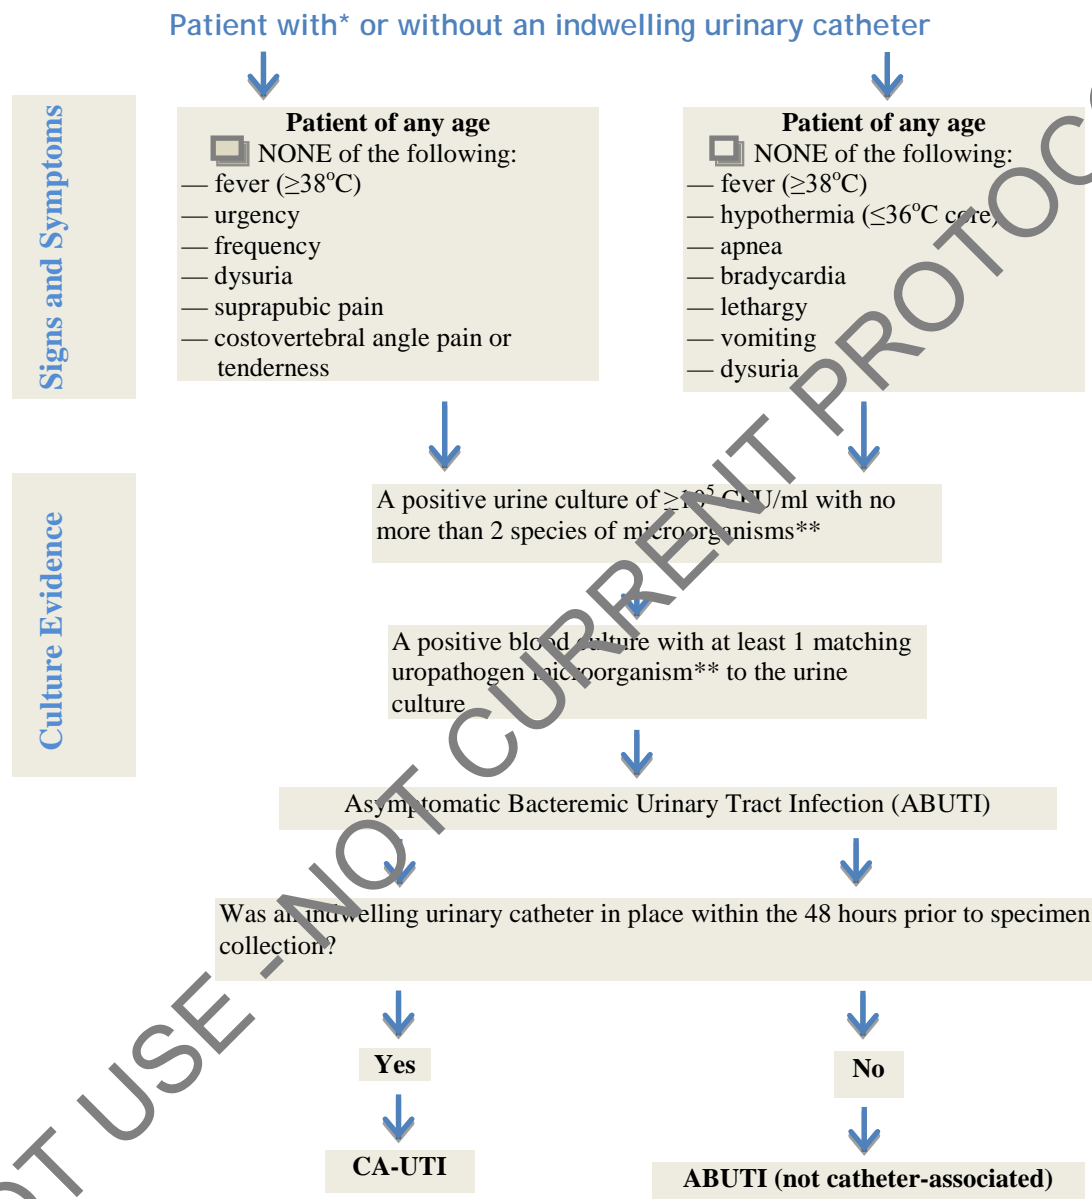 Patient with* or without an indwelling urinary catheter
Signs and Symptoms
Patient of any age
NONE of the following:
— fever (≥38°C)
— urgency
— frequency
— dysuria
— suprapubic pain
— costovertebral angle pain or
tenderness
Patient of any age
NONE of the following:
— fever (≥38°C)
— hypothermia (≤36°C core)
— apnea
— bradycardia
— lethargy
— vomiting
— dysuria
Culture Evidence
A positive urine culture of ≥10⁵ CFU/ml with no
more than 2 species of microorganisms**
A positive blood culture with at least 1 matching
uropathogen microorganism** to the urine
culture
Asymptomatic Bacteremic Urinary Tract Infection (ABUTI)
Was an indwelling urinary catheter in place within the 48 hours prior to specimen
collection?
Yes
No
CA-UTI
ABUTI (not catheter-associated)
OT USE - NOT CURRENT PROTOC